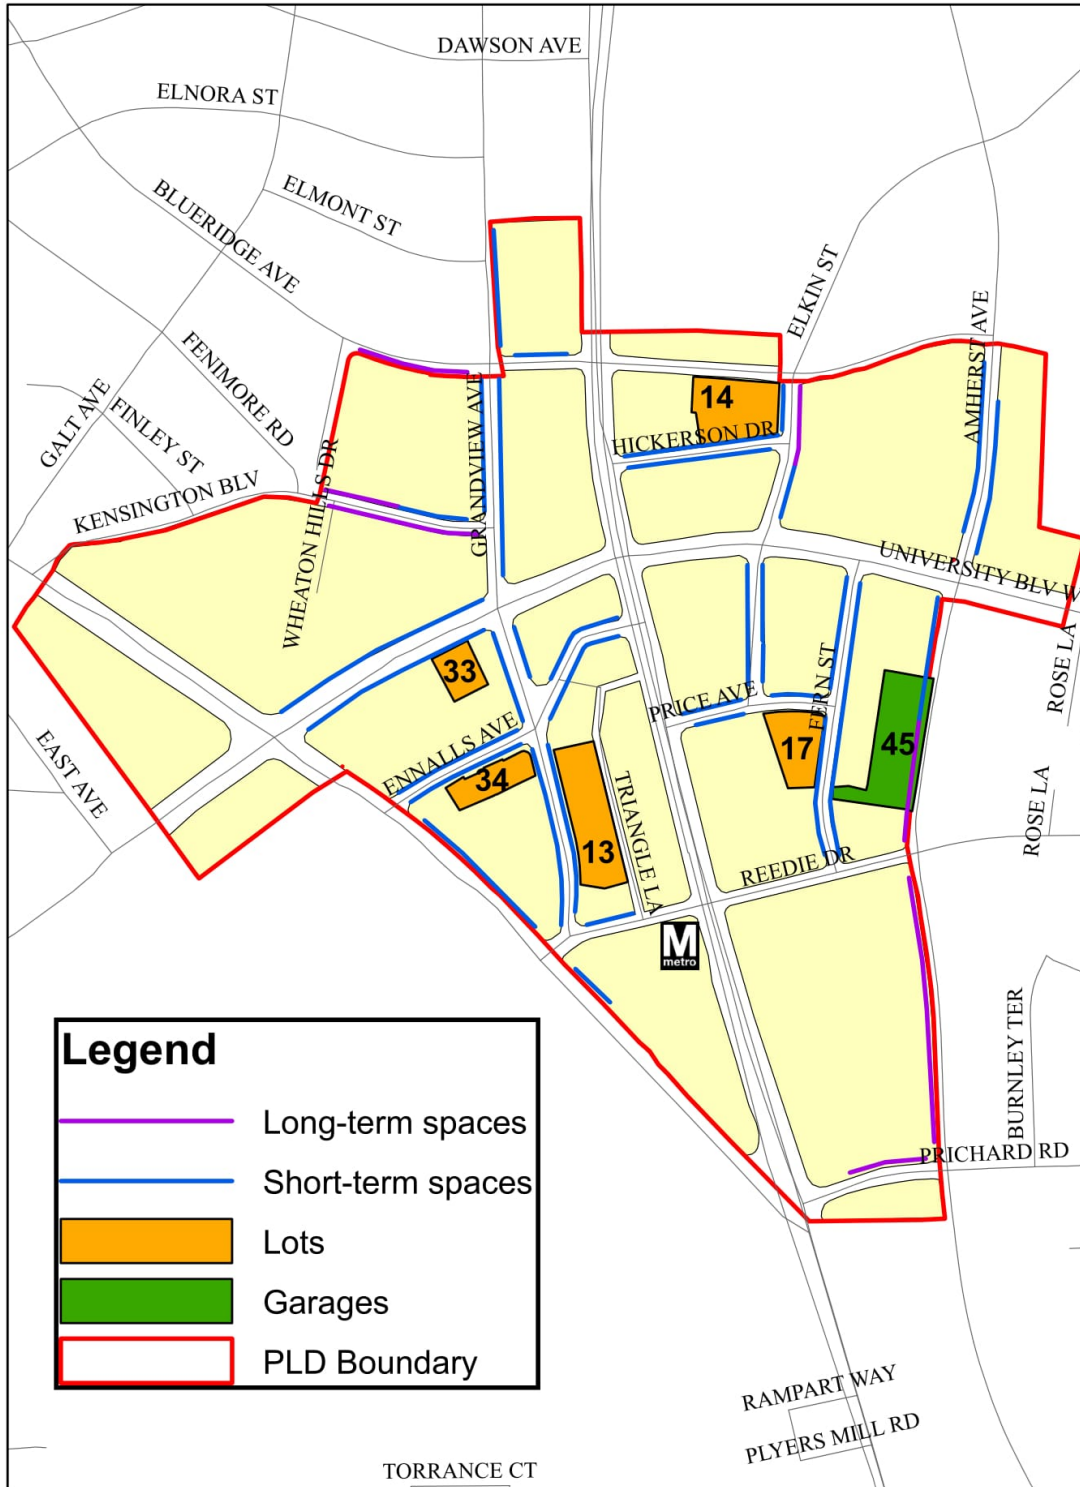 DAWSON AVE
ELNORA ST
ELMONT ST
BLUERIDGE AVE
ELKIN ST
AMHERST AVE
FENIMORE RD
GALT AVE
FINLEY ST
GRANDVIEW AVE
14
HICKERSON DR
KENSINGTON BLV
WHEATON HILLS DR
UNIVERSITY BLV W
ROSE LA
33
PRICE AVE
FERN ST
ENNALLS AVE
EAST AVE
17
45
34
TRIANGLE LA
13
ROSE LA
REEDIE DR
M
metro
BURNLEY TER
PRICHARD RD
Legend
Long-term spaces
Short-term spaces
Lots
Garages
PLD Boundary
RAMPART WAY
PLYERS MILL RD
TORRANCE CT